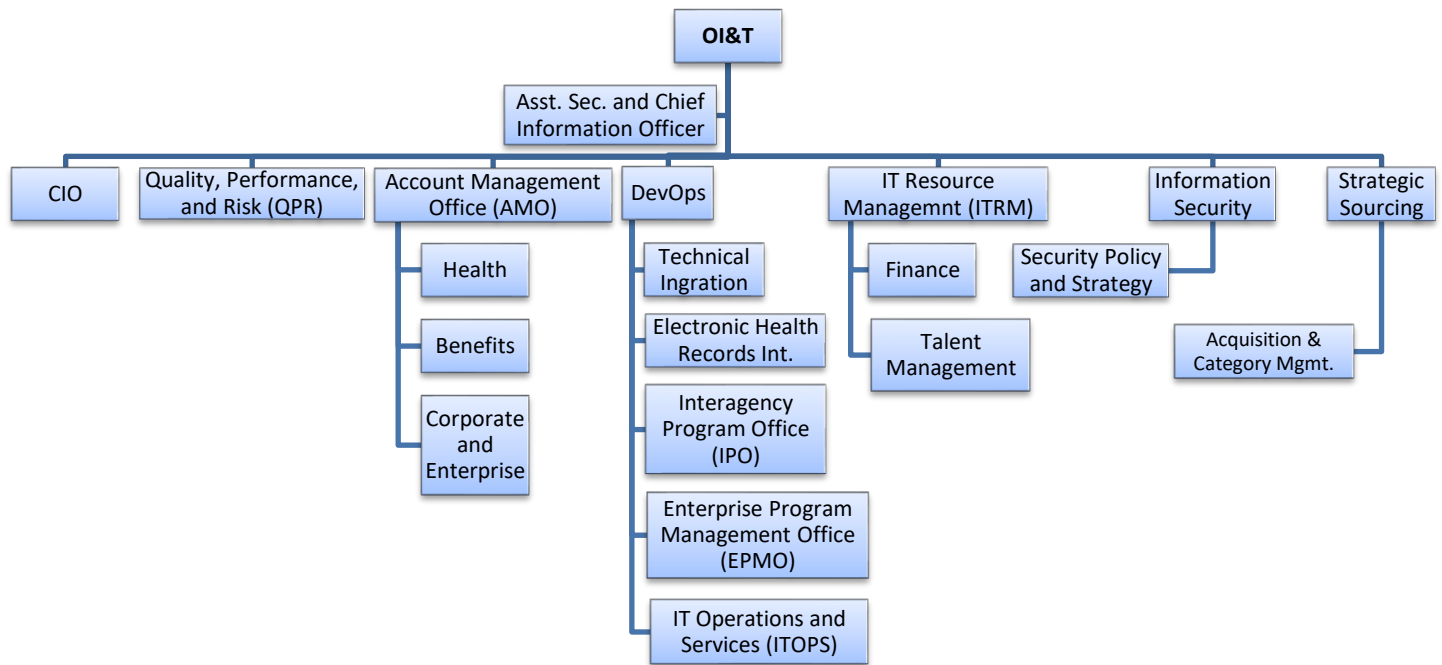 OI&T
Asst. Sec. and Chief
Information Officer
CIO
Quality, Performance,
and Risk (QPR)
Account Management
Office (AMO)
DevOps
IT Resource
Managemnt (ITRM)
Information
Security
Strategic
Sourcing
Health
Benefits
Corporate
and
Enterprise
Technical
Ingration
Electronic Health
Records Int.
Interagency
Program Office
(IPO)
Enterprise Program
Management Office
(EPMO)
IT Operations and
Services (ITOPS)
Finance
Talent
Management
Security Policy
and Strategy
Acquisition &
Category Mgmt.